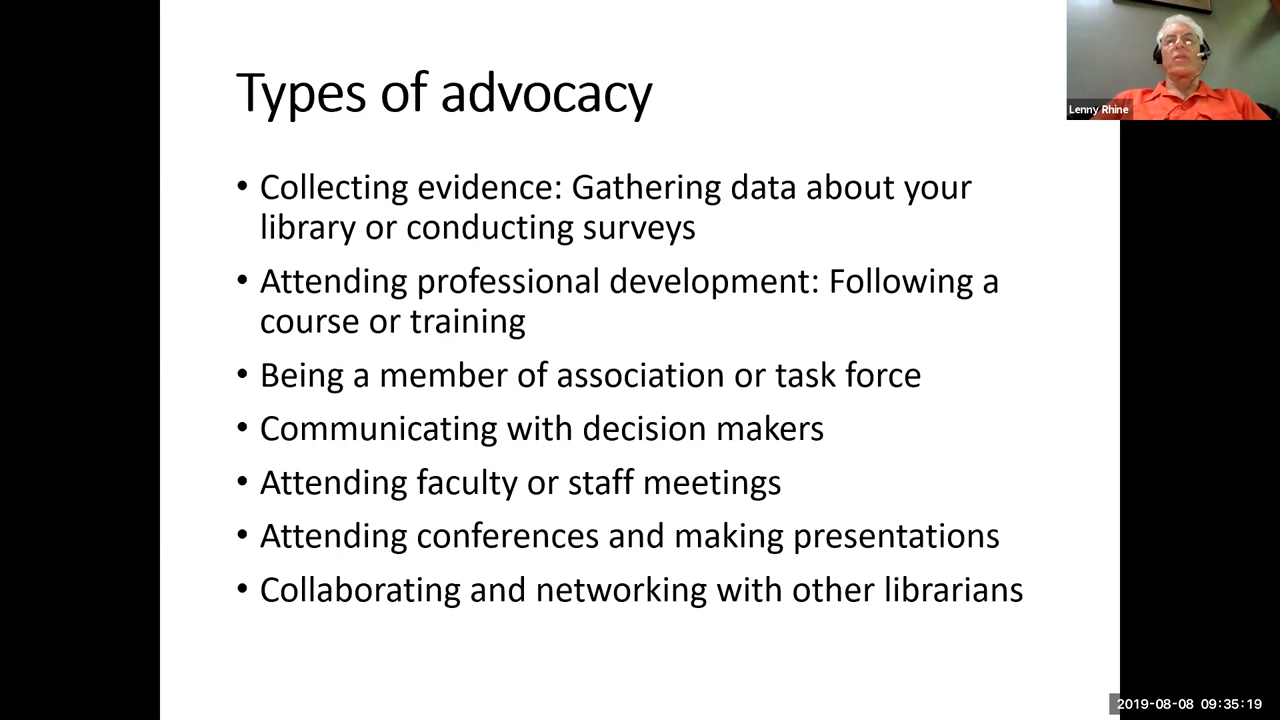 Types of advocacy
Lenny Rhine
• Collecting evidence: Gathering data about your
library or conducting surveys
• Attending professional development: Following a
course or training
• Being a member of association or task force
• Communicating with decision makers
• Attending faculty or staff meetings
• Attending conferences and making presentations
• Collaborating and networking with other librarians
2019-08-08 09:35:19